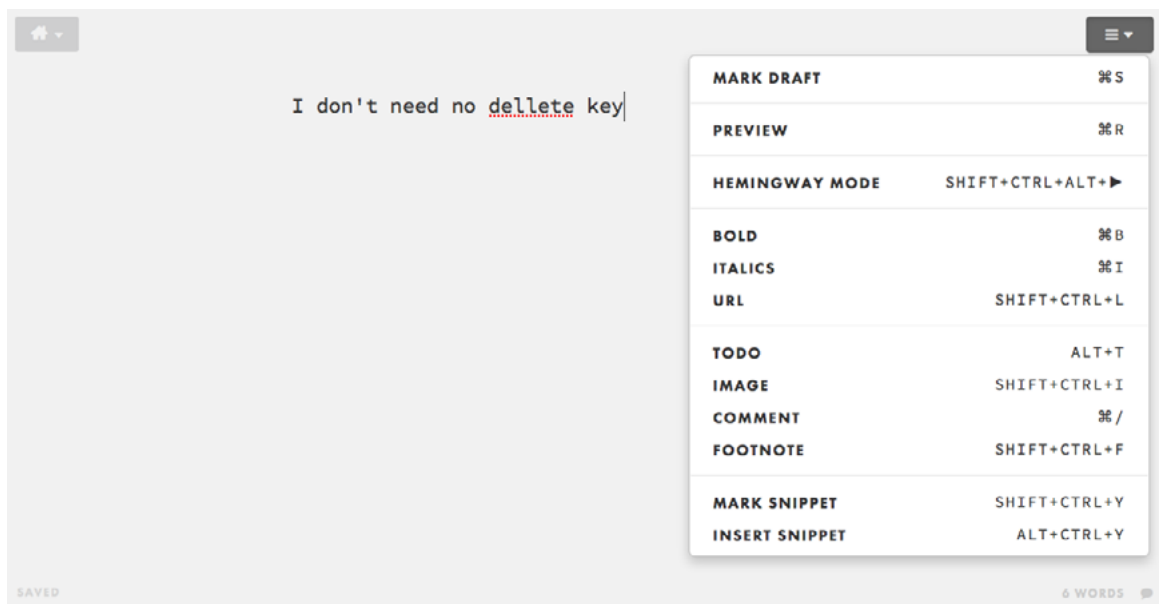 I don't need no dellete key
MARK DRAFT ⌘S
PREVIEW ⌘R
HEMINGWAY MODE SHIFT+CTRL+ALT+▶
BOLD ⌘B
ITALICS ⌘I
URL SHIFT+CTRL+L
TODO ALT+T
IMAGE SHIFT+CTRL+I
COMMENT ⌘/
FOOTNOTE SHIFT+CTRL+F
MARK SNIPPET SHIFT+CTRL+Y
INSERT SNIPPET ALT+CTRL+Y
SAVED 6 WORDS